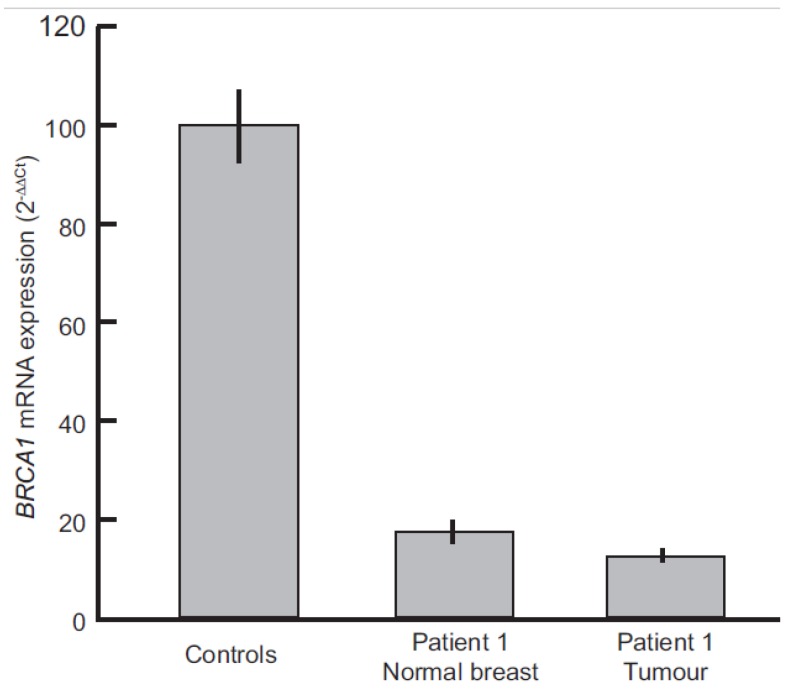 120
100
80
60
40
20
0
BRCA1 mRNA expression (2-ΔΔCt)
Controls
Patient 1
Normal breast
Patient 1
Tumour